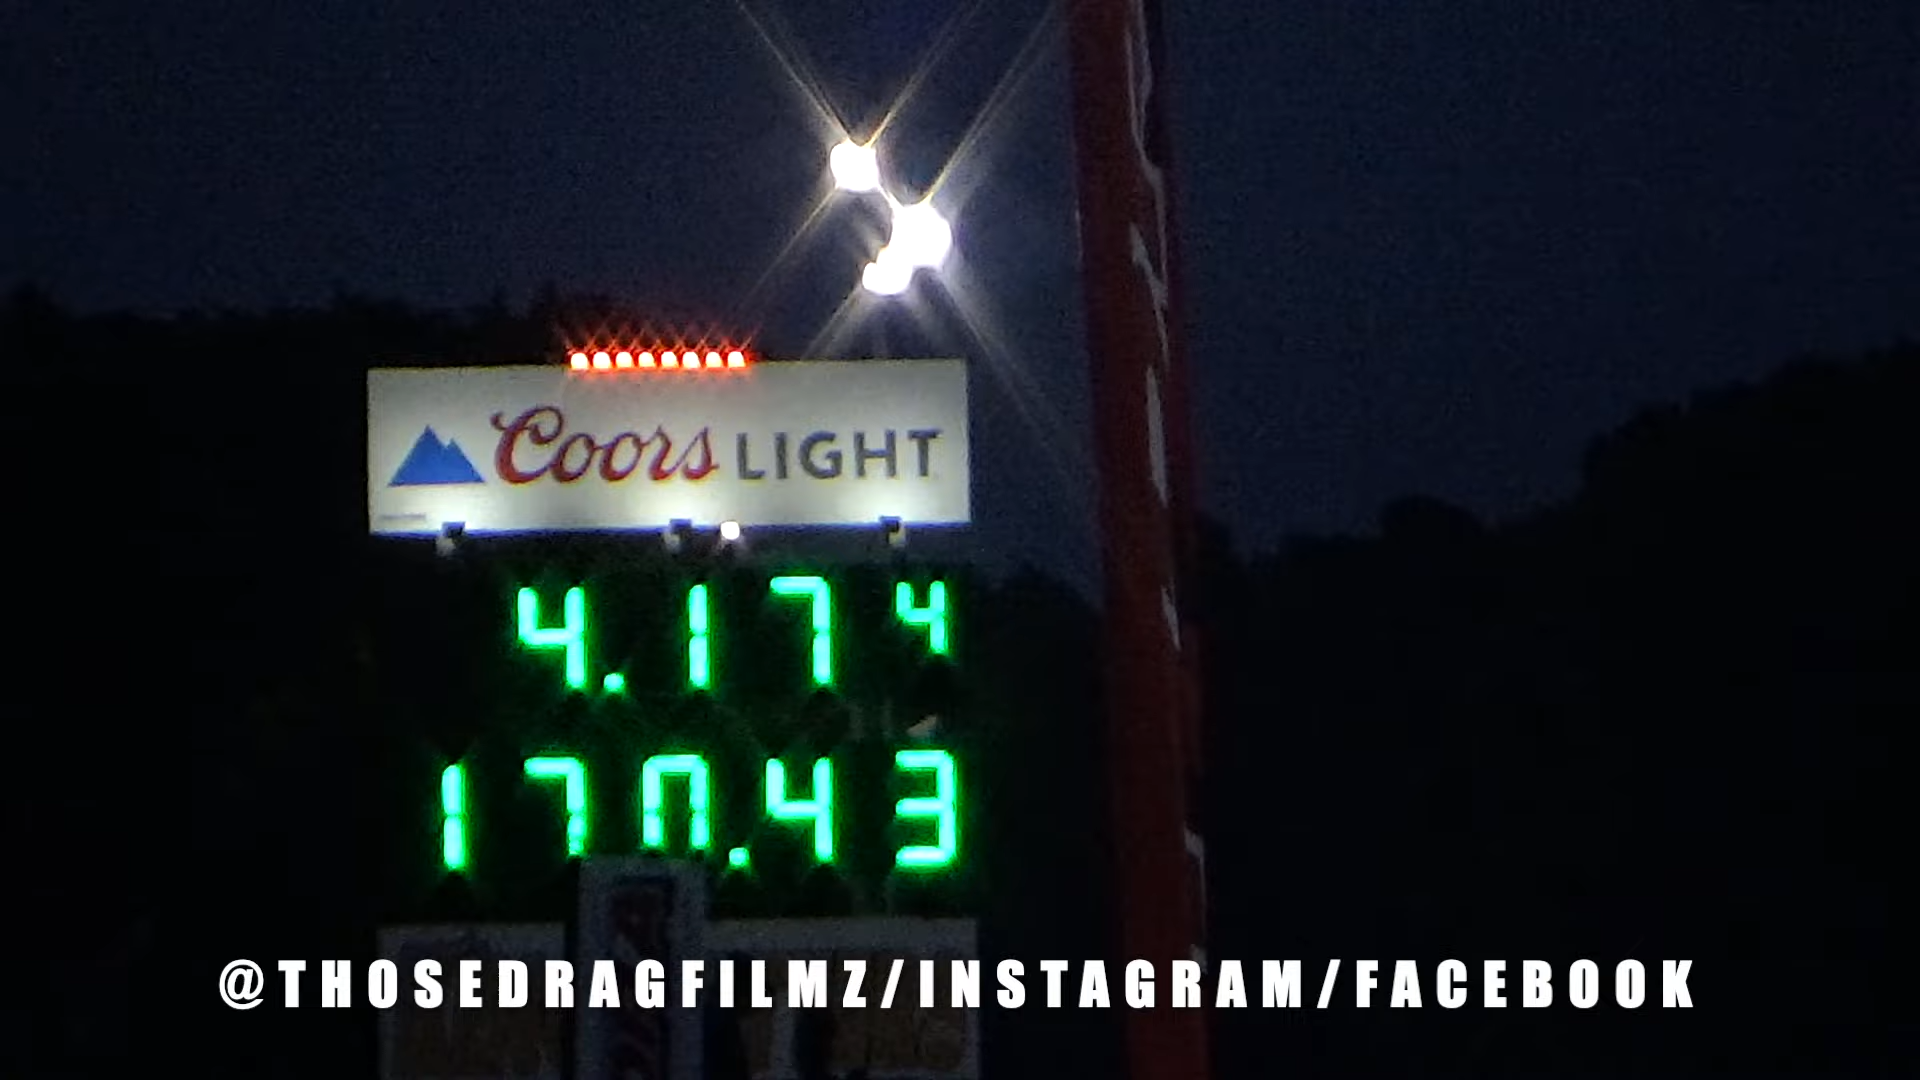 Coors LIGHT
4.174
170.43
@THOSEDRAGFILMZ/INSTAGRAM/FACEBOOK